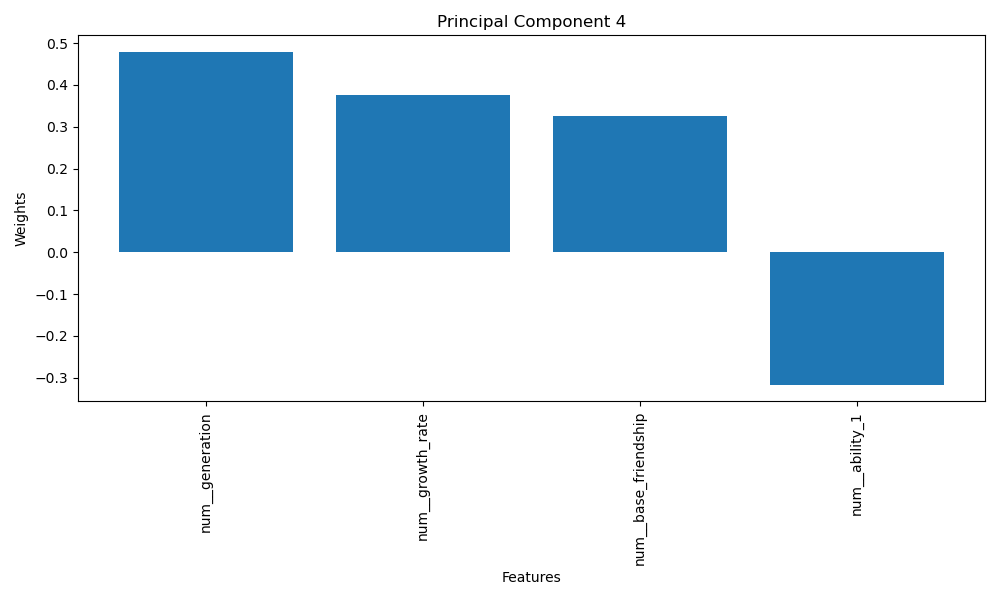 Principal Component 4
Weights
0.5
0.4
0.3
0.2
0.1
0.0
−0.1
−0.2
−0.3
num__generation
num__growth_rate
num__base_friendship
num__ability_1
Features